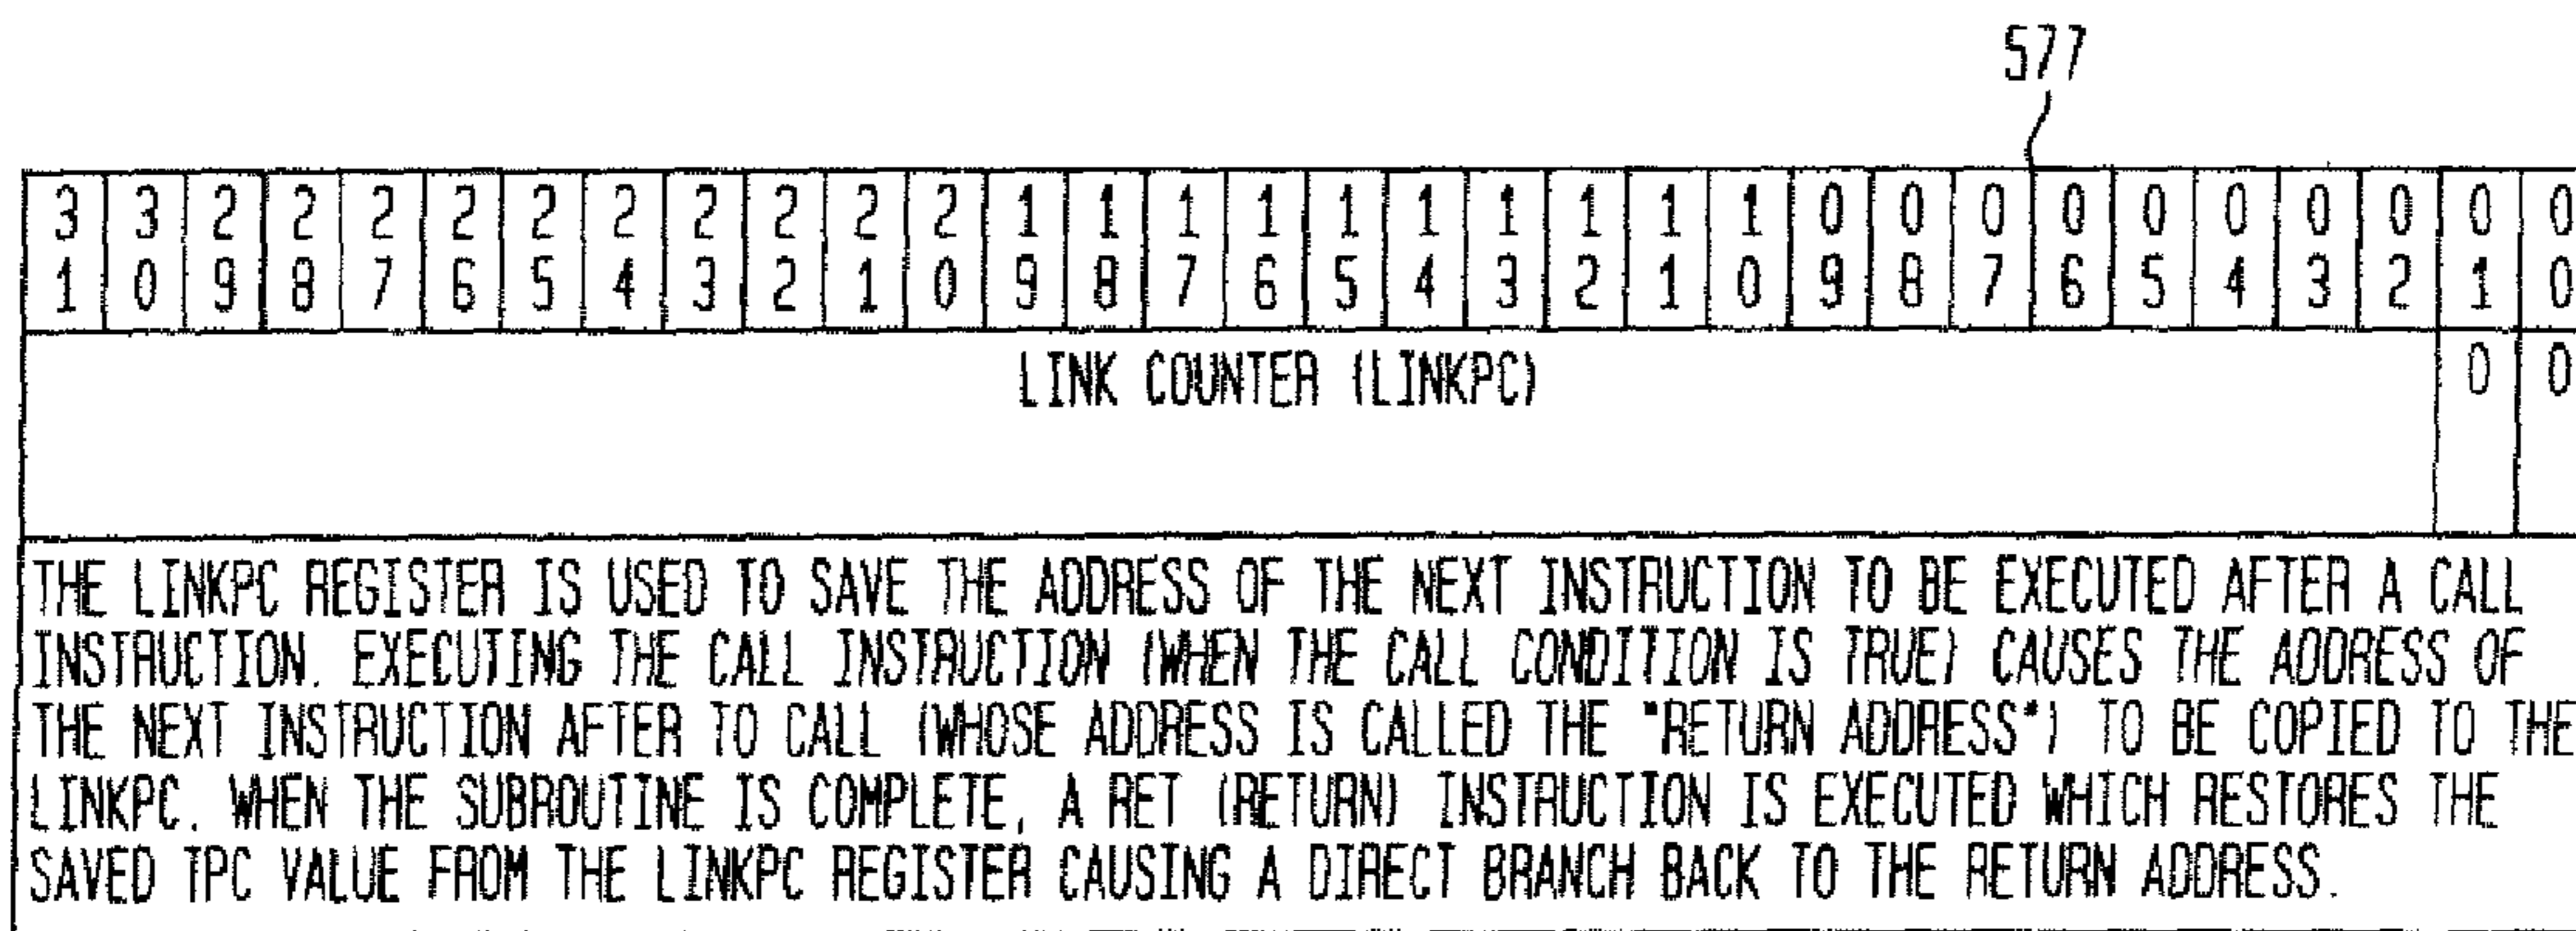 577
3 3 2 2 2 2 2 2 2 2 2 2 1 1 1 1 1 1 1 1 1 1 0 0 0 0 0 0 0 0 0 0
1 0 9 8 7 6 5 4 3 2 1 0 9 8 7 6 5 4 3 2 1 0 9 8 7 6 5 4 3 2 1 0
LINK COUNTER (LINKPC) 0 0
THE LINKPC REGISTER IS USED TO SAVE THE ADDRESS OF THE NEXT INSTRUCTION TO BE EXECUTED AFTER A CALL
INSTRUCTION. EXECUTING THE CALL INSTRUCTION (WHEN THE CALL CONDITION IS TRUE) CAUSES THE ADDRESS OF
THE NEXT INSTRUCTION AFTER TO CALL (WHOSE ADDRESS IS CALLED THE "RETURN ADDRESS") TO BE COPIED TO THE
LINKPC. WHEN THE SUBROUTINE IS COMPLETE, A RET (RETURN) INSTRUCTION IS EXECUTED WHICH RESTORES THE
SAVED TPC VALUE FROM THE LINKPC REGISTER CAUSING A DIRECT BRANCH BACK TO THE RETURN ADDRESS.